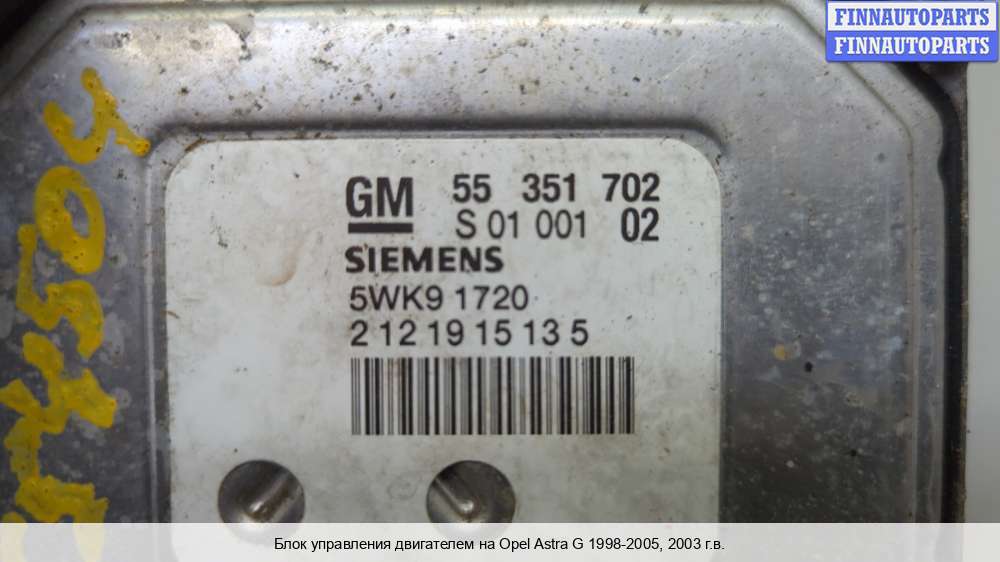 FINNAUTOPARTS
FINNAUTOPARTS
GM 55 351 702
S 01 001 02
SIEMENS
5WK9 1720
2 12 19 15 13 5
Блок управления двигателем на Opel Astra G 1998-2005, 2003 г.в.